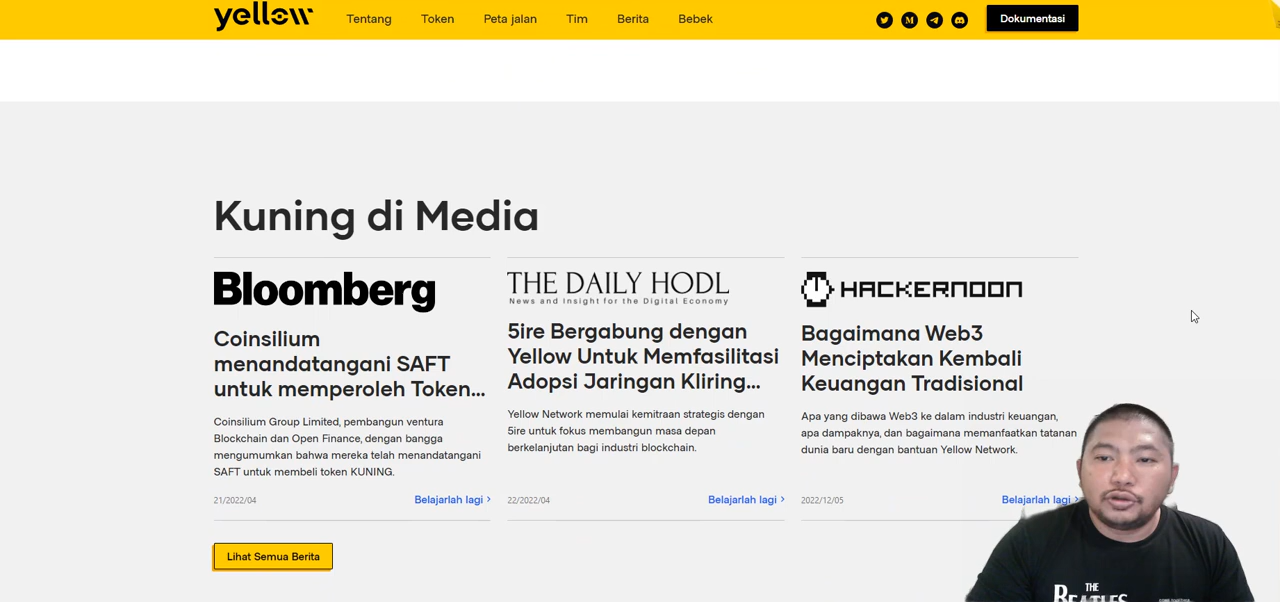 yellow
Tentang
Token
Peta jalan
Tim
Berita
Bebek
Dokumentasi
Kuning di Media
Bloomberg
Coinsilium
menandatangani SAFT
untuk memperoleh Token...
Coinsilium Group Limited, pembangun ventura
Blockchain dan Open Finance, dengan bangga
mengumumkan bahwa mereka telah menandatangani
SAFT untuk membeli token KUNING.
21/2022/04
Belajarlah lagi
THE DAILY HODL
News and Insight for the Digital Economy
5ire Bergabung dengan
Yellow Untuk Memfasilitasi
Adopsi Jaringan Kliring...
Yellow Network memulai kemitraan strategis dengan
5ire untuk fokus membangun masa depan
berkelanjutan bagi industri blockchain.
22/2022/04
Belajarlah lagi
HACKERNOON
Bagaimana Web3
Menciptakan Kembali
Keuangan Tradisional
Apa yang dibawa Web3 ke dalam industri keuangan,
apa dampaknya, dan bagaimana memanfaatkan tatanan
dunia baru dengan bantuan Yellow Network.
2022/12/05
Belajarlah lagi
Lihat Semua Berita
THE
BEATLES